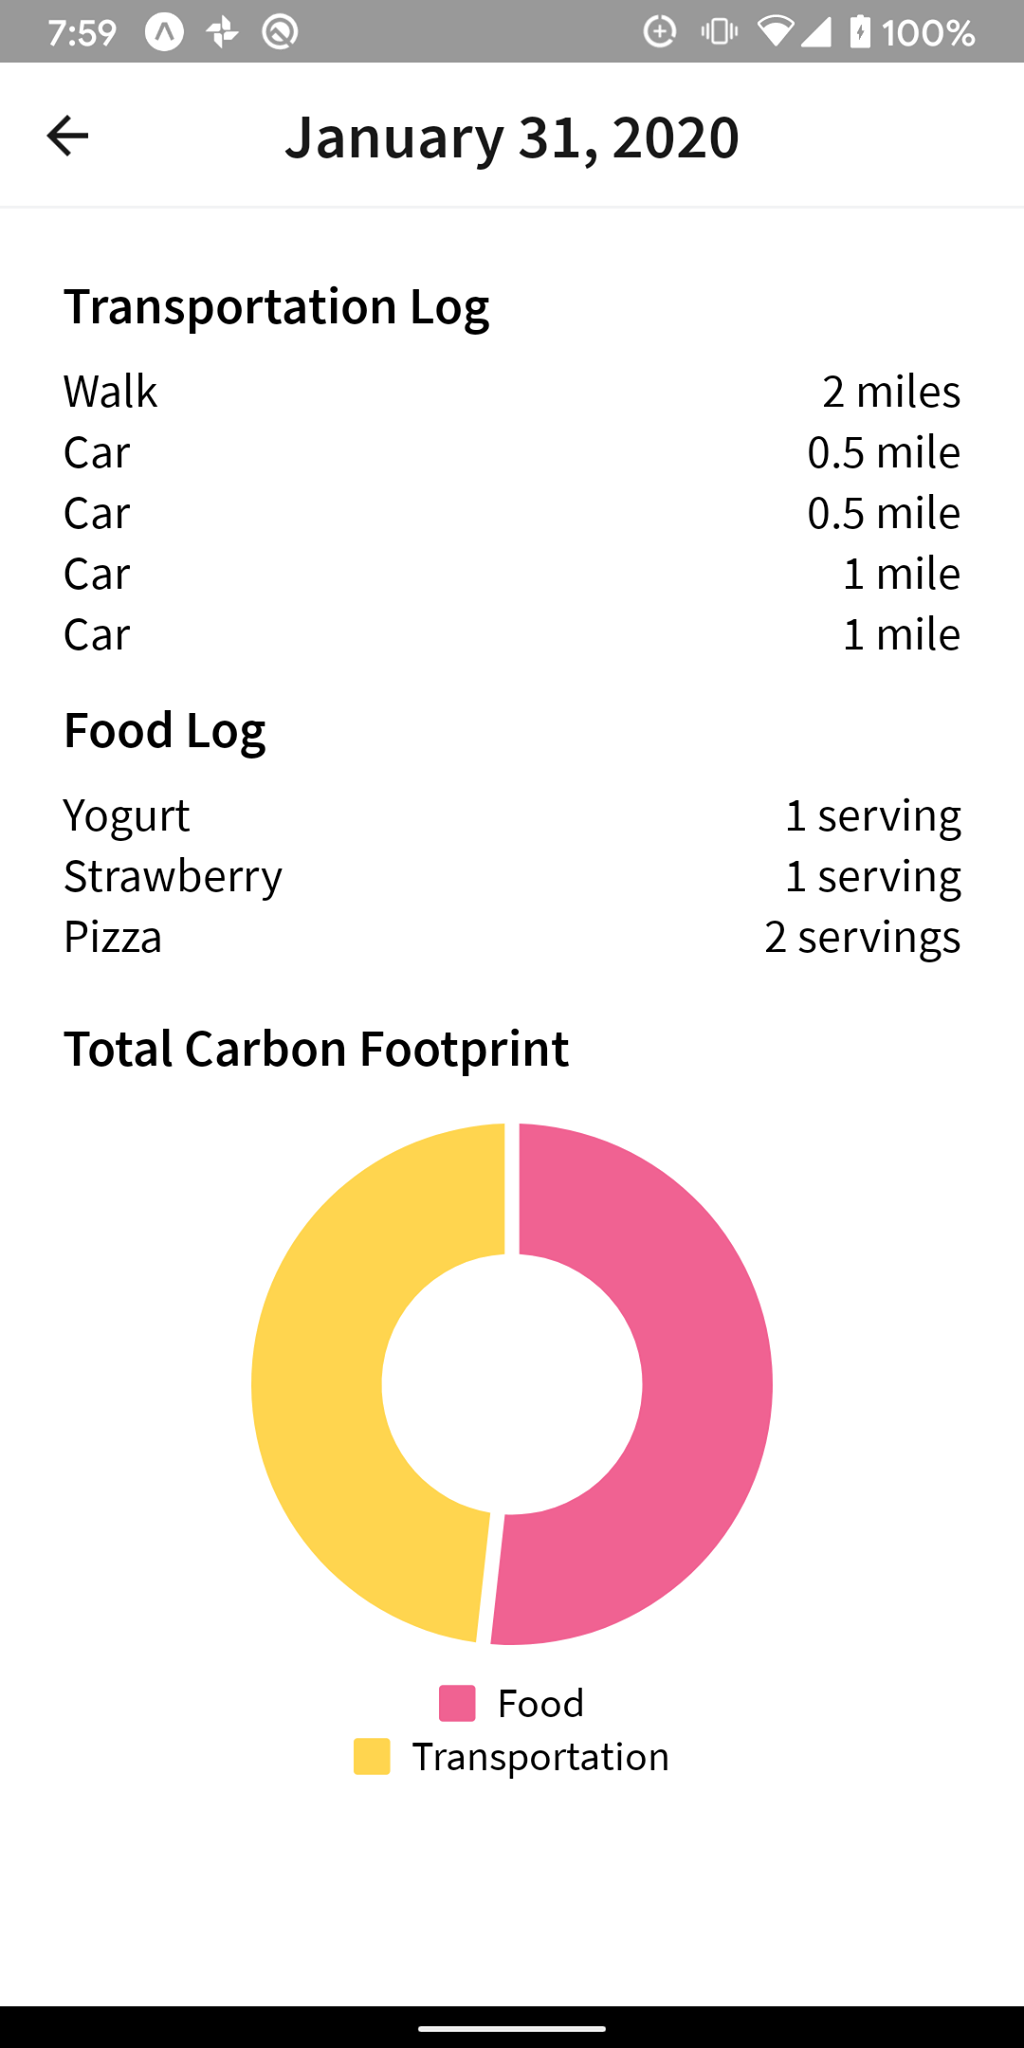 7:59 100%
January 31, 2020
Transportation Log
Walk 2 miles
Car 0.5 mile
Car 0.5 mile
Car 1 mile
Car 1 mile
Food Log
Yogurt 1 serving
Strawberry 1 serving
Pizza 2 servings
Total Carbon Footprint
Food
Transportation